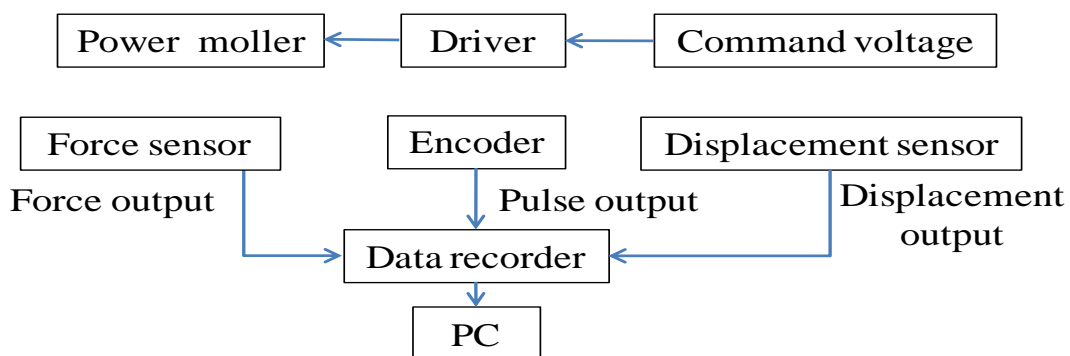 Power moller
Driver
Command voltage
Force sensor
Encoder
Displacement sensor
Force output
Pulse output
Displacement
output
Data recorder
PC